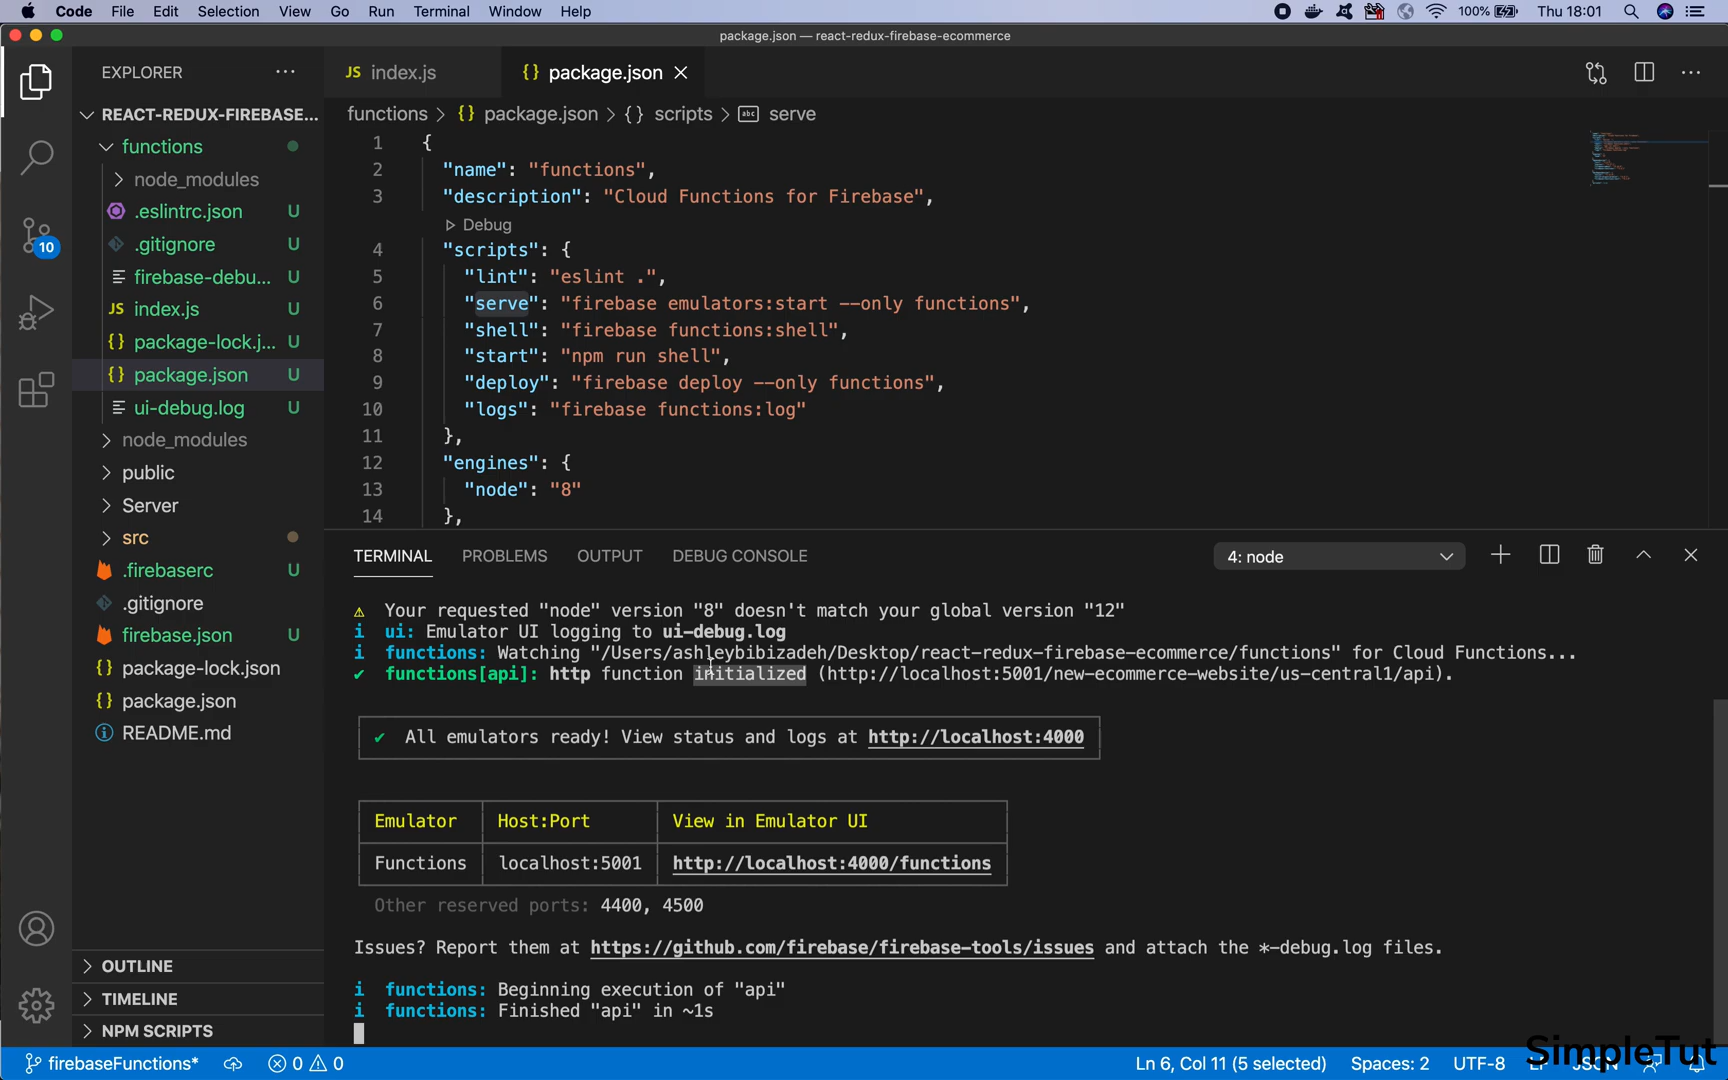 Code File Edit Selection View Go Run Terminal Window Help 100% Thu 18:01
package.json — react-redux-firebase-ecommerce
EXPLORER
REACT-REDUX-FIREBASE...
functions
node_modules
.eslintrc.json U
.gitignore U
firebase-debu... U
JS index.js U
{} package-lock.j... U
{} package.json U
ui-debug.log U
node_modules
public
Server
src
.firebaserc U
.gitignore
firebase.json U
{} package-lock.json
{} package.json
README.md
OUTLINE
TIMELINE
NPM SCRIPTS
10
JS index.js {} package.json
functions > {} package.json > {} scripts > abc serve
1 {
2 "name": "functions",
3 "description": "Cloud Functions for Firebase",
Debug
4 "scripts": {
5 "lint": "eslint .",
6 "serve": "firebase emulators:start --only functions",
7 "shell": "firebase functions:shell",
8 "start": "npm run shell",
9 "deploy": "firebase deploy --only functions",
10 "logs": "firebase functions:log"
11 },
12 "engines": {
13 "node": "8"
14 },
TERMINAL PROBLEMS OUTPUT DEBUG CONSOLE 4: node
⚠ Your requested "node" version "8" doesn't match your global version "12"
i ui: Emulator UI logging to ui-debug.log
i functions: Watching "/Users/ashleybibizadeh/Desktop/react-redux-firebase-ecommerce/functions" for Cloud Functions...
✔ functions[api]: http function initialized (http://localhost:5001/new-ecommerce-website/us-central1/api).
✔ All emulators ready! View status and logs at http://localhost:4000
Emulator Host:Port View in Emulator UI
Functions localhost:5001 http://localhost:4000/functions
Other reserved ports: 4400, 4500
Issues? Report them at https://github.com/firebase/firebase-tools/issues and attach the *-debug.log files.
i functions: Beginning execution of "api"
i functions: Finished "api" in ~1s
firebaseFunctions* 0 0 Ln 6, Col 11 (5 selected) Spaces: 2 UTF-8 LF JSON
SimpleTut